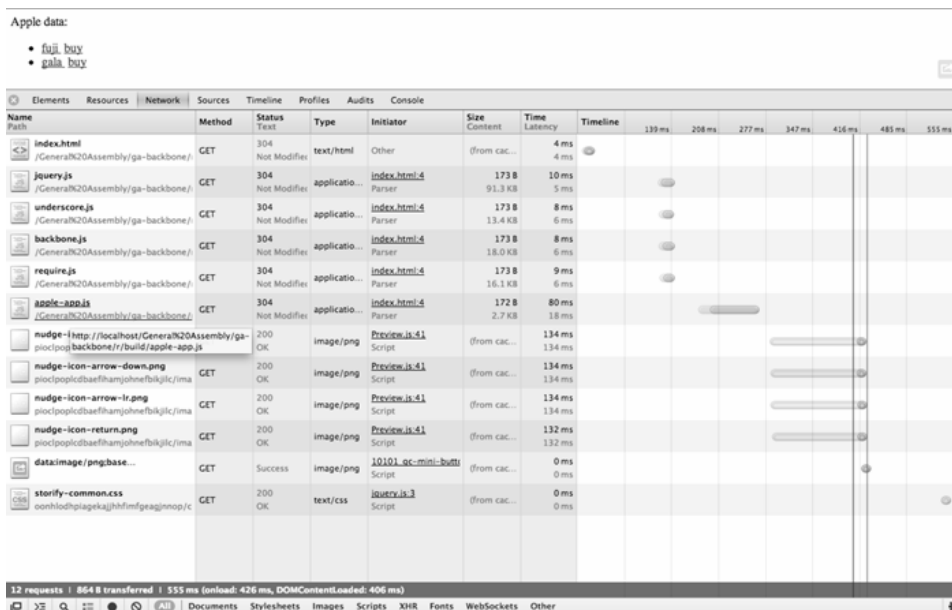 Apple data:
• fuji buy
• gala buy
Elements Resources Network Sources Timeline Profiles Audits Console
Name Method Status Type Initiator Size Time Timeline
Path Text Content Latency 139 ms 208 ms 277 ms 347 ms 416 ms 485 ms 555 ms
index.html GET 304 text/html Other (from cac... 4 ms
/General%20Assembly/ga-backbone/ Not Modified 4 ms
jquery.js GET 304 applicatio... index.html:4 173 B 10 ms
/General%20Assembly/ga-backbone/ Not Modified Parser 91.3 KB 5 ms
underscore.js GET 304 applicatio... index.html:4 173 B 8 ms
/General%20Assembly/ga-backbone/ Not Modified Parser 13.4 KB 6 ms
backbone.js GET 304 applicatio... index.html:4 173 B 8 ms
/General%20Assembly/ga-backbone/ Not Modified Parser 18.0 KB 6 ms
require.js GET 304 applicatio... index.html:4 173 B 9 ms
/General%20Assembly/ga-backbone/ Not Modified Parser 16.1 KB 6 ms
apple-app.js GET 304 applicatio... index.html:4 172 B 80 ms
/General%20Assembly/ga-backbone/ Not Modified Parser 2.7 KB 18 ms
nudge-i http://localhost/General%20Assembly/ga- 200 image/png Preview.js:41 (from cac... 134 ms
pioclpop backbone/r/build/apple-app.js OK Script 134 ms
nudge-icon-arrow-down.png GET 200 image/png Preview.js:41 (from cac... 134 ms
OK Script 134 ms
nudge-icon-arrow-lr.png GET 200 image/png Preview.js:41 (from cac... 134 ms
OK Script 134 ms
nudge-icon-return.png GET 200 image/png Preview.js:41 (from cac... 132 ms
OK Script 132 ms
data:image/png;base... GET Success image/png 10101 gc-mini-butt (from cac... 0 ms
Script 0 ms
storify-common.css GET 200 text/css jquery.js:3 (from cac... 0 ms
OK Script 0 ms
12 requests | 864 B transferred | 555 ms (onload: 426 ms, DOMContentLoaded: 406 ms)
All Documents Stylesheets Images Scripts XHR Fonts WebSockets Other